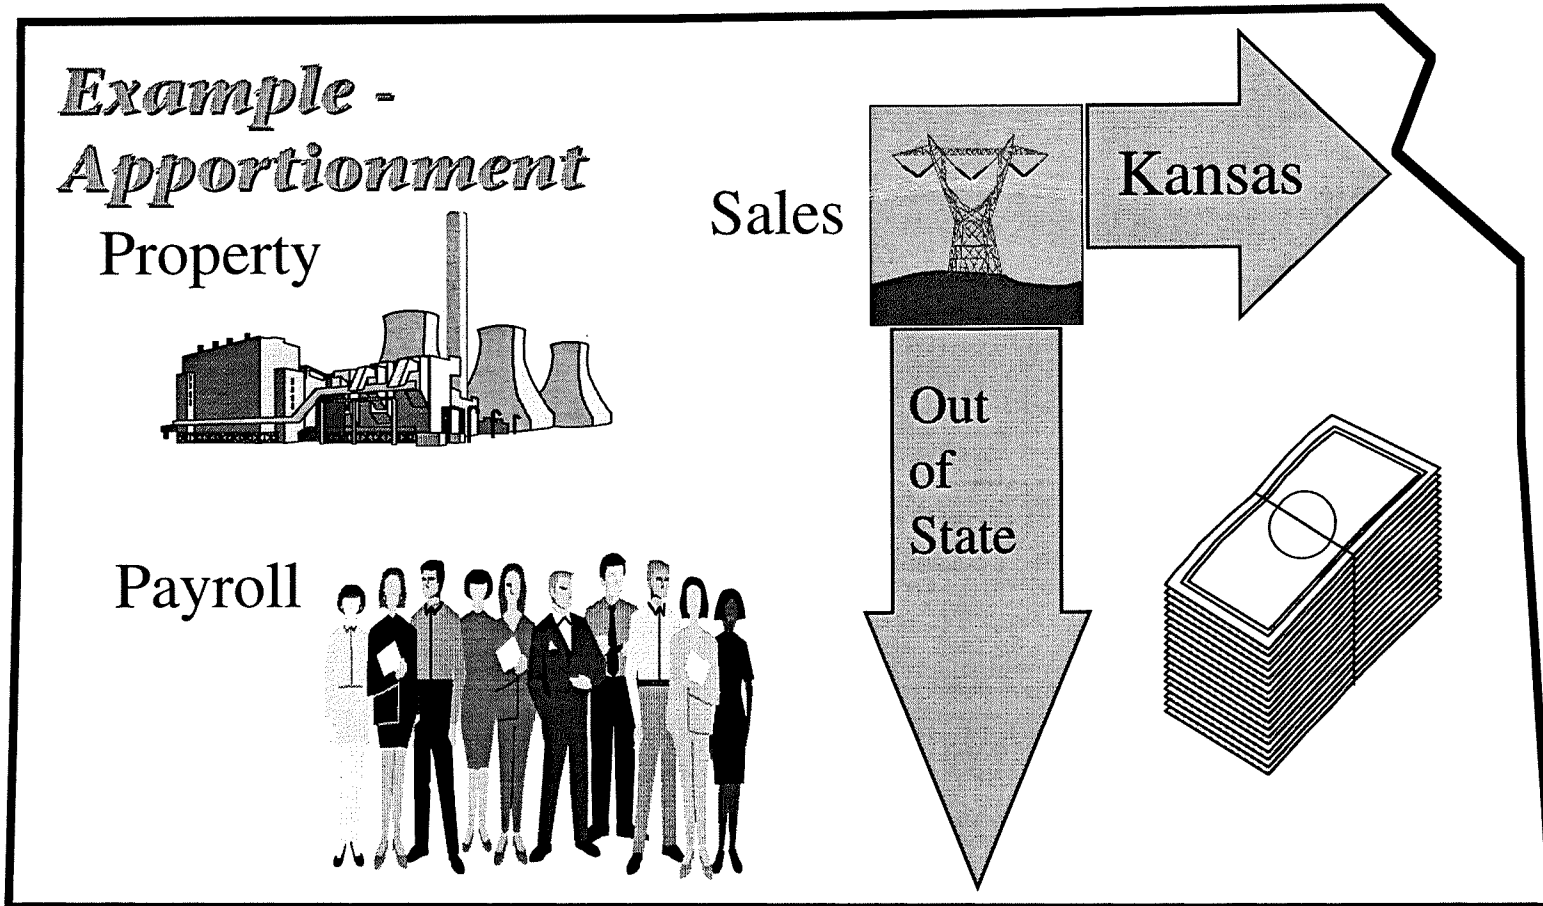 Example -
Apportionment
Property
Sales
Kansas
Out
of
State
Payroll